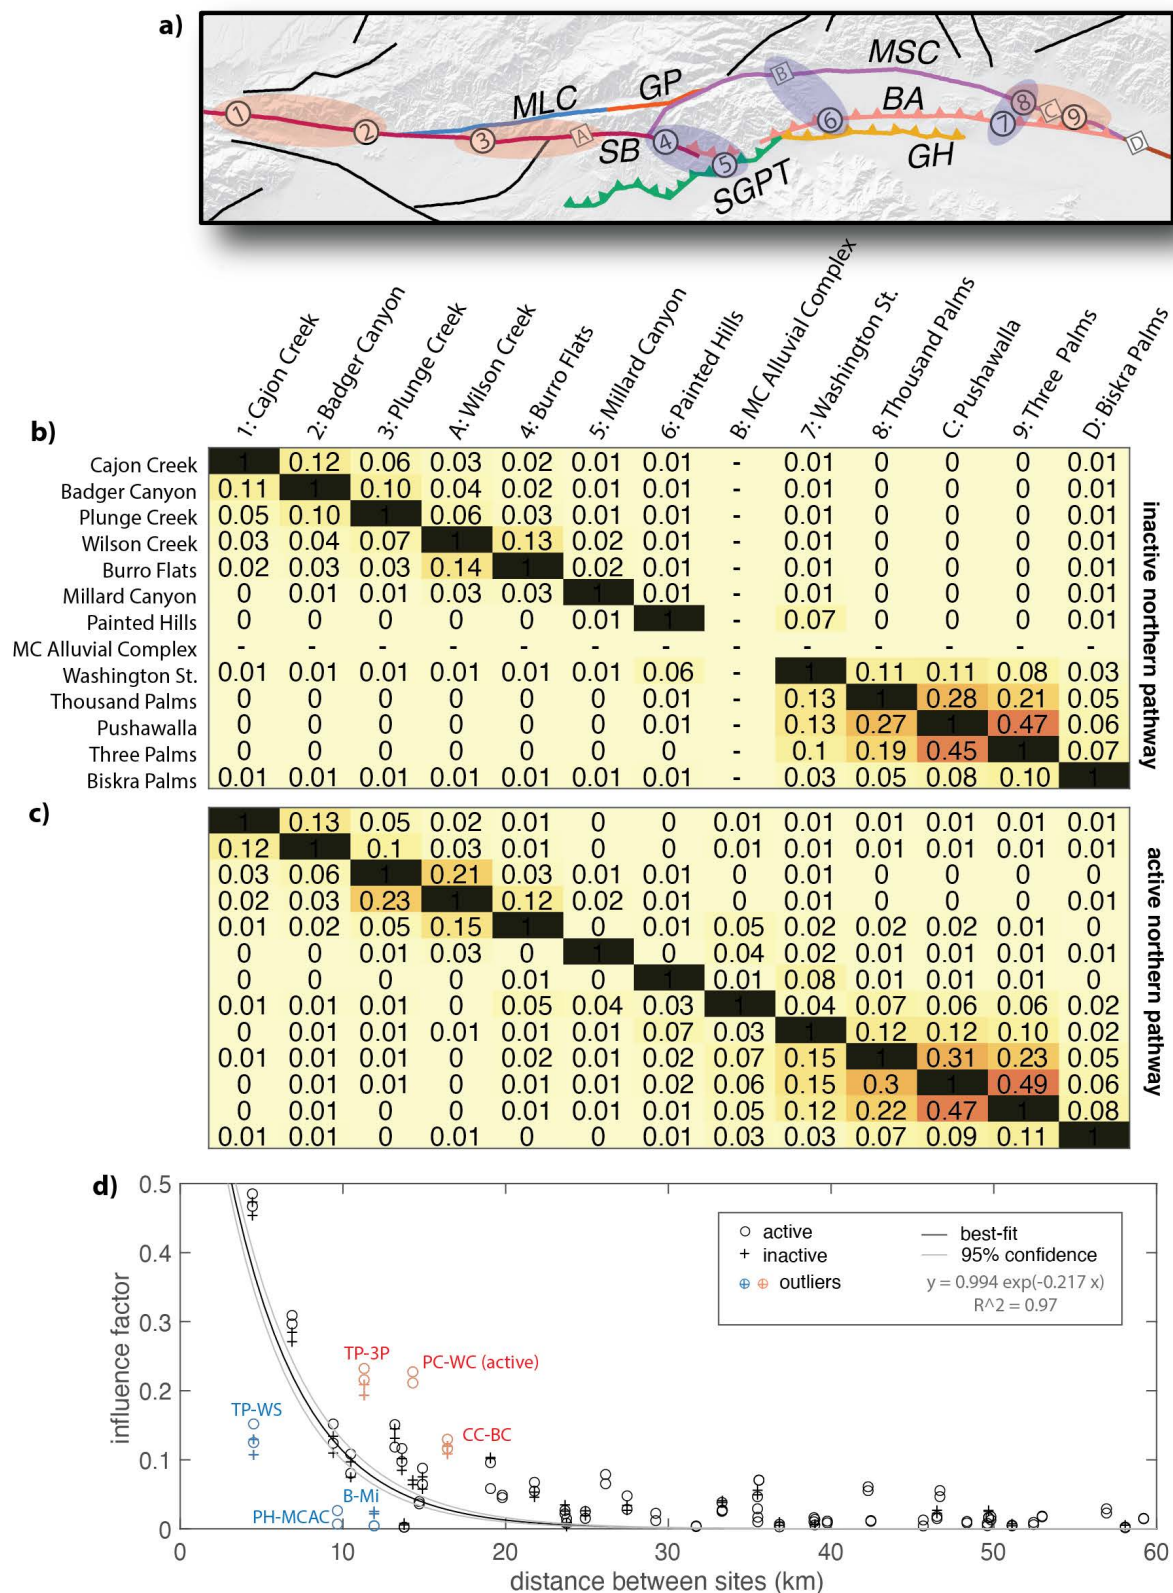 a)
MSC
GP
MLC
BA
SB
GH
SGPT
1
2
3
A
4
5
B
6
7
8
C
9
D
1: Cajon Creek
2: Badger Canyon
3: Plunge Creek
A: Wilson Creek
4: Burro Flats
5: Millard Canyon
6: Painted Hills
B: MC Alluvial Complex
7: Washington St.
8: Thousand Palms
C: Pushawalla
9: Three Palms
D: Biskra Palms
b)
Cajon Creek 1 0.12 0.06 0.03 0.02 0.01 0.01 - 0.01 0 0 0 0.01
Badger Canyon 0.11 1 0.10 0.04 0.02 0.01 0.01 - 0.01 0 0 0 0.01
Plunge Creek 0.05 0.10 1 0.06 0.03 0.01 0.01 - 0.01 0 0 0 0.01
Wilson Creek 0.03 0.04 0.07 1 0.13 0.02 0.01 - 0.01 0 0 0 0.01
Burro Flats 0.02 0.03 0.03 0.14 1 0.02 0.01 - 0.01 0 0 0 0.01
Millard Canyon 0 0.01 0.01 0.03 0.03 1 0.01 - 0.01 0 0 0 0.01
Painted Hills 0 0 0 0 0.01 0.01 1 - 0.07 0 0 0 0.01
MC Alluvial Complex - - - - - - - - - - - - -
Washington St. 0.01 0.01 0.01 0.01 0.01 0.01 0.06 - 1 0.11 0.11 0.08 0.03
Thousand Palms 0 0 0 0 0 0 0.01 - 0.13 1 0.28 0.21 0.05
Pushawalla 0 0 0 0 0 0 0.01 - 0.13 0.27 1 0.47 0.06
Three Palms 0 0 0 0 0 0 0 - 0.1 0.19 0.45 1 0.07
Biskra Palms 0.01 0.01 0.01 0.01 0.01 0.01 0.01 - 0.03 0.05 0.08 0.10 1
inactive northern pathway
c)
1 0.13 0.05 0.02 0.01 0 0 0.01 0.01 0.01 0.01 0.01 0.01
0.12 1 0.1 0.03 0.01 0 0 0.01 0.01 0.01 0.01 0.01 0.01
0.03 0.06 1 0.21 0.03 0.01 0.01 0 0.01 0 0 0 0
0.02 0.03 0.23 1 0.12 0.02 0.01 0 0.01 0 0 0 0.01
0.01 0.02 0.05 0.15 1 0 0.01 0.05 0.02 0.02 0.02 0.01 0
0 0 0.01 0.03 0 1 0 0.04 0.02 0.01 0.01 0.01 0.01
0 0 0 0 0.01 0.01 1 0.01 0.08 0.01 0.01 0.01 0
0.01 0.01 0.01 0 0.05 0.04 0.03 1 0.04 0.07 0.06 0.06 0.02
0 0.01 0.01 0.01 0.01 0.01 0.07 0.03 1 0.12 0.12 0.10 0.02
0.01 0.01 0.01 0 0.02 0.01 0.02 0.07 0.15 1 0.31 0.23 0.05
0 0.01 0.01 0 0.01 0.01 0.02 0.06 0.15 0.3 1 0.49 0.06
0 0.01 0 0 0.01 0.01 0.01 0.05 0.12 0.22 0.47 1 0.08
0.01 0.01 0 0.01 0 0.01 0 0.03 0.03 0.07 0.09 0.11 1
active northern pathway
d)
0.5
0.4
0.3
0.2
0.1
0
influence factor
active
inactive
outliers
best-fit
95% confidence
y = 0.994 exp(-0.217 x)
R^2 = 0.97
TP-3P
PC-WC (active)
TP-WS
CC-BC
B-Mi
PH-MCAC
0 10 20 30 40 50 60
distance between sites (km)